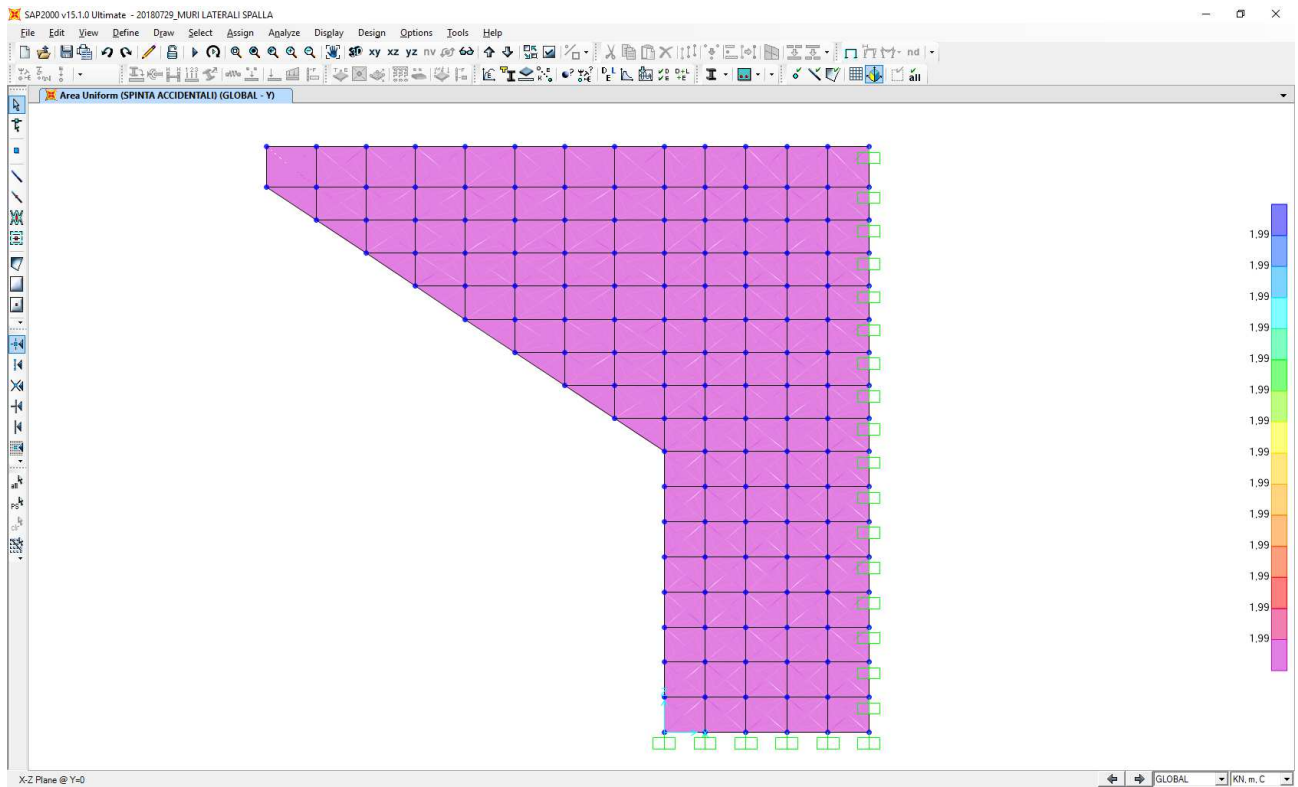 SAP2000 v15.1.0 Ultimate - 20180729_MURI LATERALI SPALLA
File Edit View Define Draw Select Assign Analyze Display Design Options Tools Help
xy xz yz nv
nd
all
Area Uniform (SPINTA ACCIDENTALI) (GLOBAL - Y)
1,99
1,99
1,99
1,99
1,99
1,99
1,99
1,99
1,99
1,99
1,99
1,99
1,99
1,99
all
PS
clr
X-Z Plane @ Y=0
GLOBAL
KN, m, C